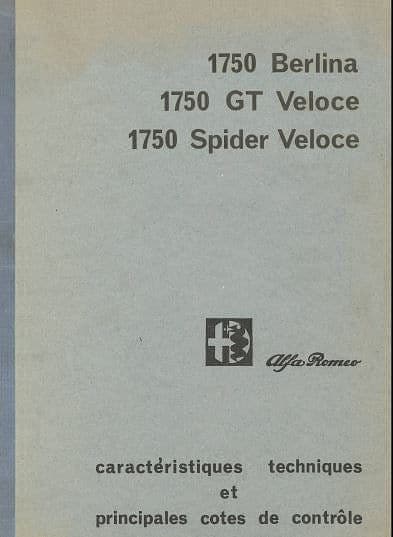 1750 Berlina
1750 GT Veloce
1750 Spider Veloce
Alfa Romeo
caractéristiques techniques
et
principales cotes de contrôle